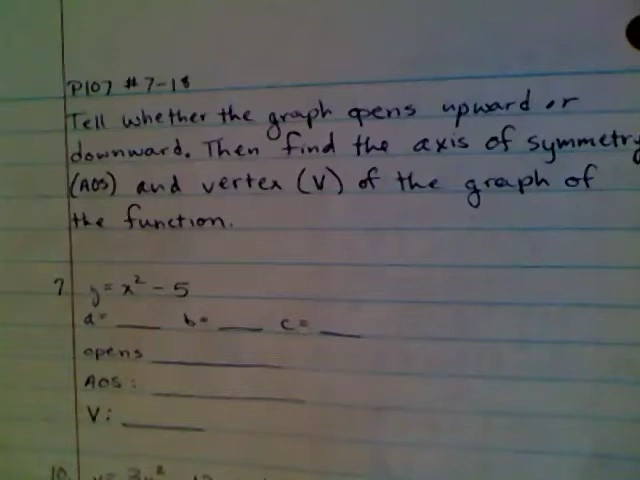 P107 #7-18
Tell whether the graph opens upward or
downward. Then find the axis of symmetry
(AOS) and vertex (V) of the graph of
the function.
7. y = x² - 5
a= ___ b= ___ c= ___
opens ___
AOS: ___
V: ___